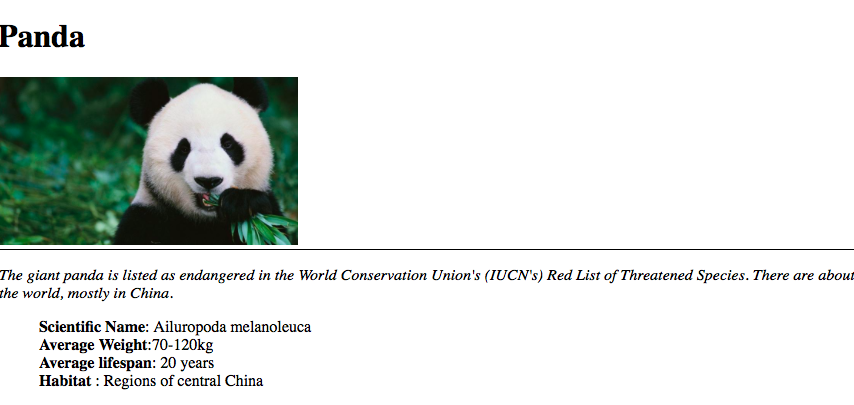 Panda
The giant panda is listed as endangered in the World Conservation Union's (IUCN's) Red List of Threatened Species. There are about
the world, mostly in China.
Scientific Name: Ailuropoda melanoleuca
Average Weight:70-120kg
Average lifespan: 20 years
Habitat : Regions of central China